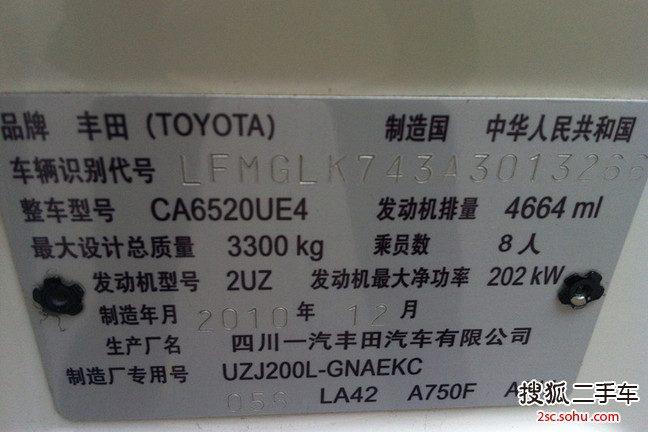 品牌 丰田(TOYOTA) 制造国 中华人民共和国
车辆识别代号 LFMGLK743A3013266
整车型号 CA6520UE4 发动机排量 4664 ml
最大设计总质量 3300 kg 乘员数 8 人
发动机型号 2UZ 发动机最大净功率 202 kW
制造年月 2010 年 12 月
生产厂名 四川一汽丰田汽车有限公司
制造厂专用号 UZJ200L-GNAEKC
LA42 A750F
搜狐二手车
2sc.sohu.com